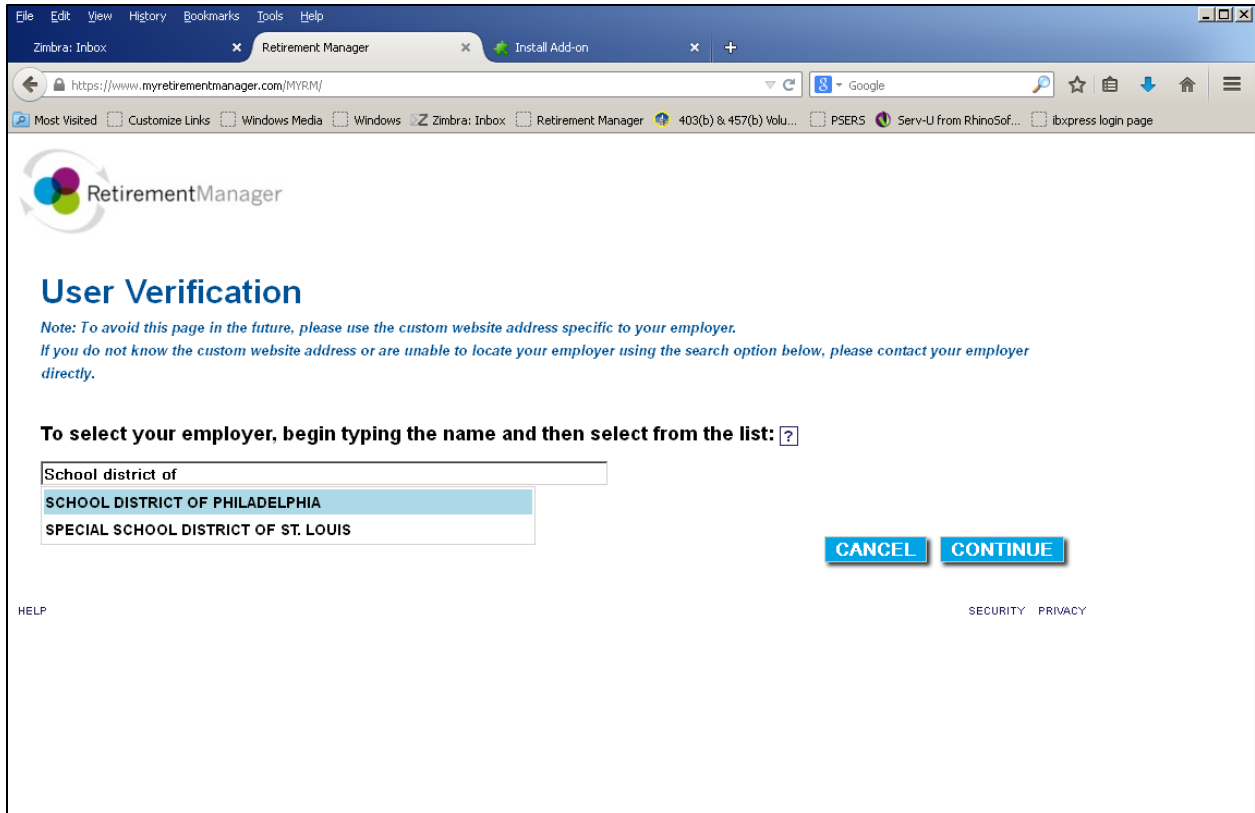 File Edit View History Bookmarks Tools Help
Zimbra: Inbox Retirement Manager Install Add-on
https://www.myretirementmanager.com/MYRM/ Google
Most Visited Customize Links Windows Media Windows Zimbra: Inbox Retirement Manager 403(b) & 457(b) Volu... PSERS Serv-U from RhinoSof... ibxpress login page
RetirementManager
User Verification
Note: To avoid this page in the future, please use the custom website address specific to your employer.
If you do not know the custom website address or are unable to locate your employer using the search option below, please contact your employer
directly.
To select your employer, begin typing the name and then select from the list: ?
School district of
SCHOOL DISTRICT OF PHILADELPHIA
SPECIAL SCHOOL DISTRICT OF ST. LOUIS
CANCEL CONTINUE
HELP SECURITY PRIVACY